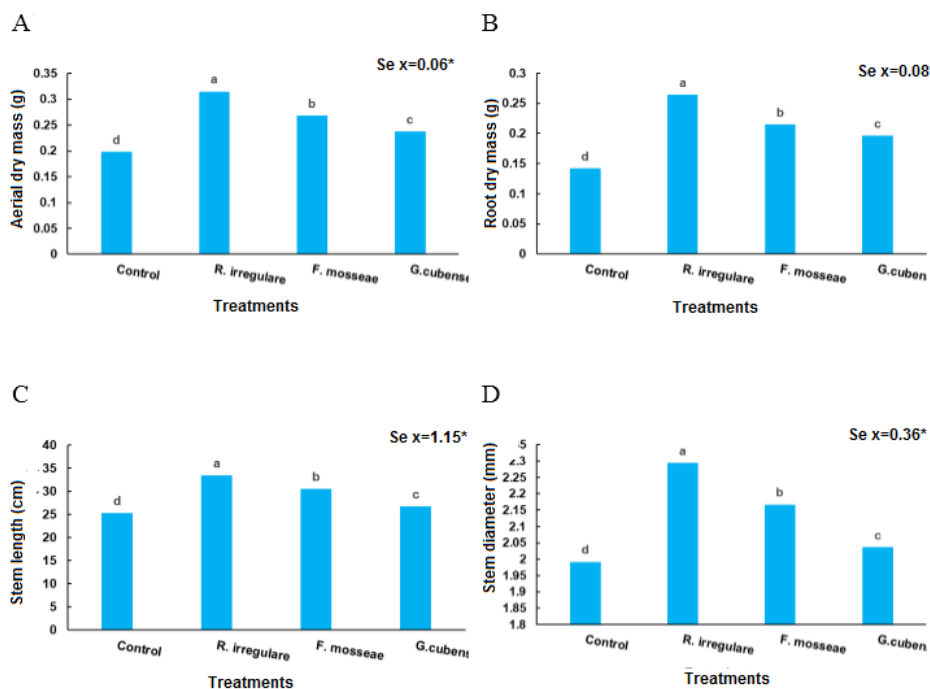 A
Se x=0.06*
Aerial dry mass (g)
0.35
0.3
0.25
0.2
0.15
0.1
0.05
0
a
b
c
d
Control
R. irregulare
F. mosseae
G.cubense
Treatments
B
Se x=0.08
Root dry mass (g)
0.3
0.25
0.2
0.15
0.1
0.05
0
a
b
c
d
Control
R. irregulare
F. mosseae
G.cuben
Treatments
C
Se x=1.15*
Stem length (cm)
40
35
30
25
20
15
10
5
0
a
b
c
d
Control
R. irregulare
F. mosseae
G.cubense
Treatments
D
Se x=0.36*
Stem diameter (mm)
2.3
2.2
2.15
2.1
2.05
2
1.95
1.9
1.85
1.8
a
b
c
d
Control
R. irregulare
F. mosseae
G.cubens
Treatments